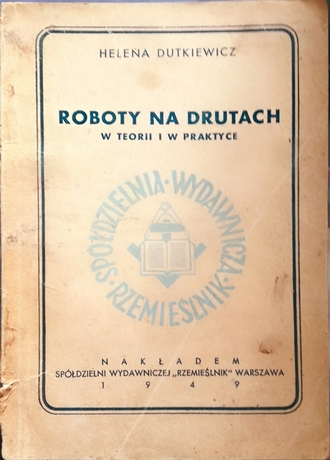 HELENA DUTKIEWICZ
ROBOTY NA DRUTACH
W TEORII I W PRAKTYCE
SPÓŁDZIELNIA · WYDAWNICZA ·
RZEMIEŚLNIK ·
NAKŁADEM
SPÓŁDZIELNI WYDAWNICZEJ „RZEMIEŚLNIK" WARSZAWA
1949